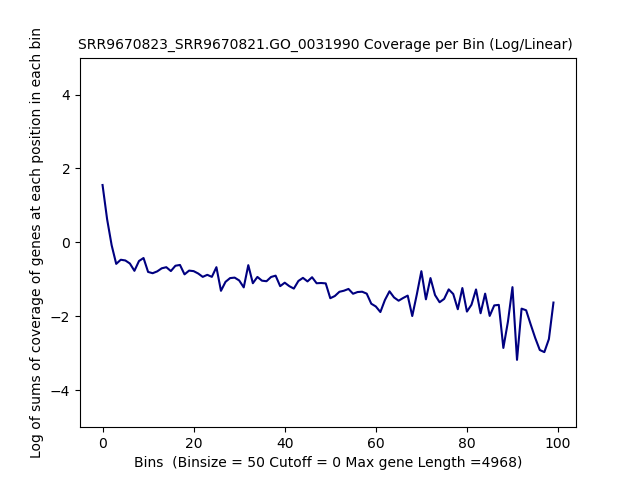 SRR9670823_SRR9670821.GO_0031990 Coverage per Bin (Log/Linear)
Log of sums of coverage of genes at each position in each bin
4
2
0
−2
−4
0 20 40 60 80 100
Bins  (Binsize = 50 Cutoff = 0 Max gene Length =4968)